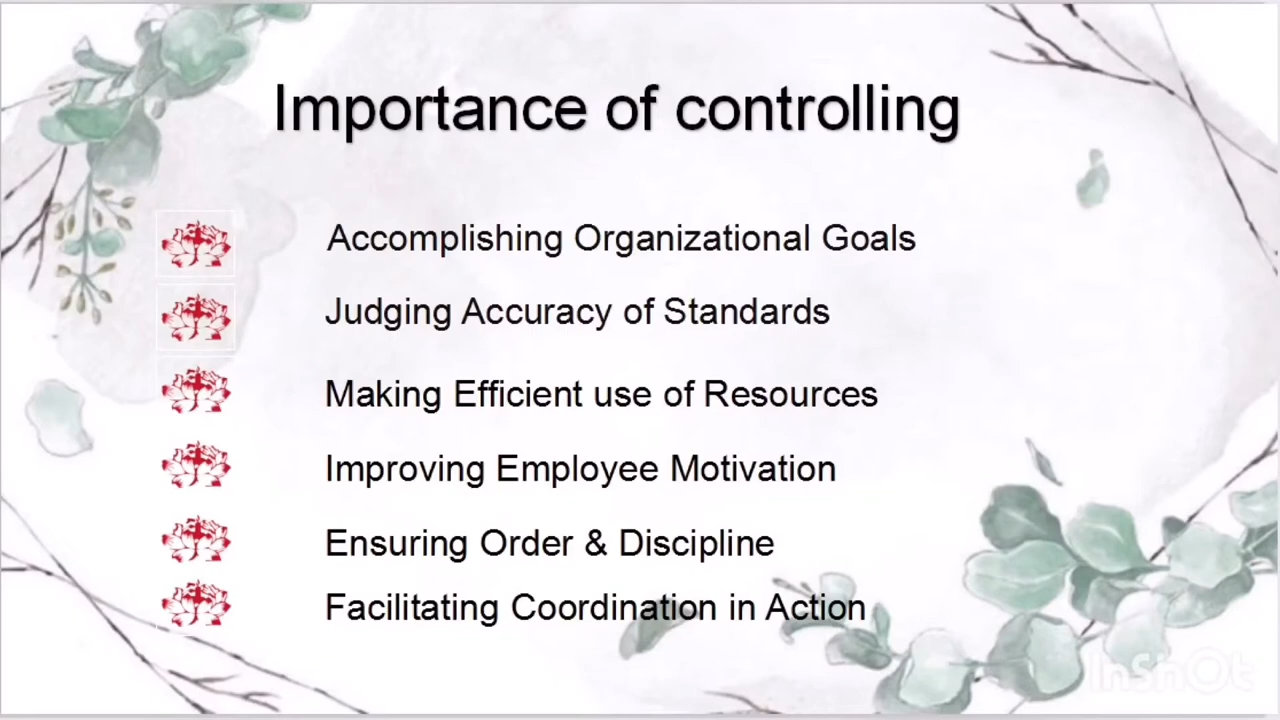 Importance of controlling
Accomplishing Organizational Goals
Judging Accuracy of Standards
Making Efficient use of Resources
Improving Employee Motivation
Ensuring Order & Discipline
Facilitating Coordination in Action
InShOt